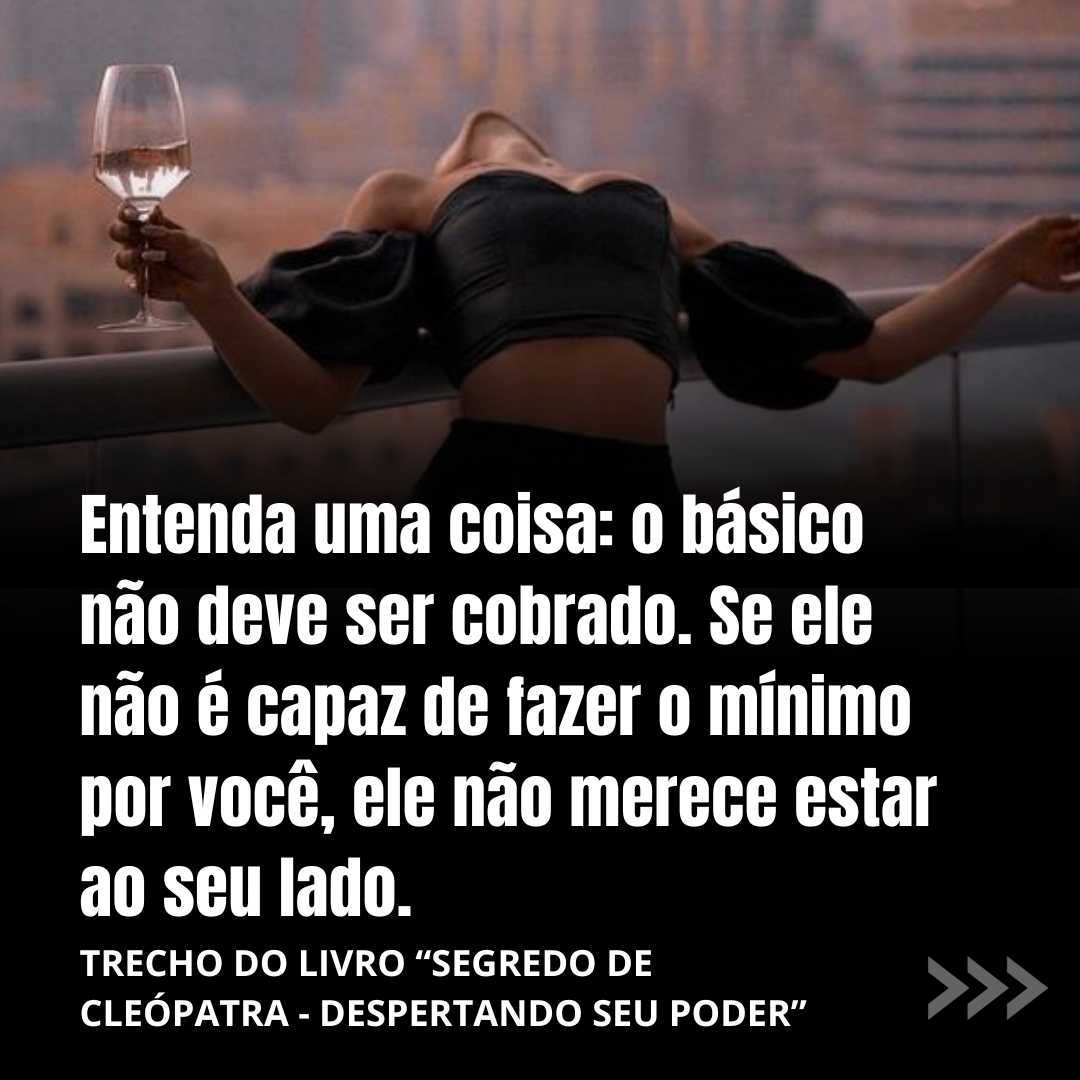 Entenda uma coisa: o básico
não deve ser cobrado. Se ele
não é capaz de fazer o mínimo
por você, ele não merece estar
ao seu lado.
TRECHO DO LIVRO “SEGREDO DE
CLEÓPATRA - DESPERTANDO SEU PODER”